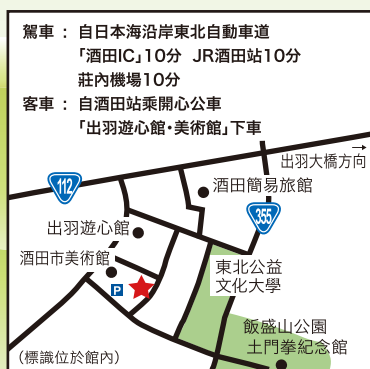 駕車 : 自日本海沿岸東北自動車道
「酒田IC」10分 JR酒田站10分
莊內機場10分
客車 : 自酒田站乘開心公車
「出羽遊心館・美術館」下車
→
出羽大橋方向
112
酒田簡易旅館
355
出羽遊心館
酒田市美術館
P
東北公益
文化大學
飯盛山公園
土門拳紀念館
(標識位於館內)